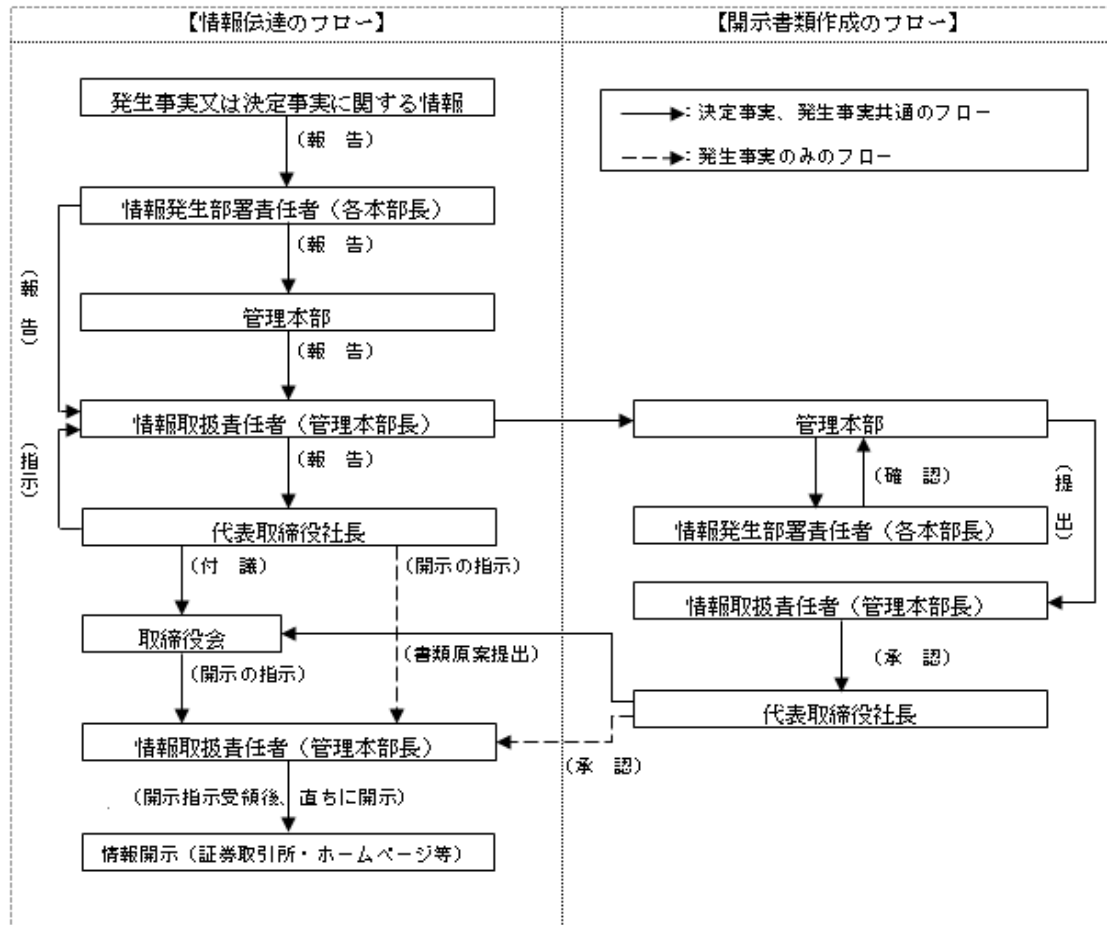 【情報伝達のフロー】
発生事実又は決定事実に関する情報
(報 告)
情報発生部署責任者(各本部長)
(報 告)
(報 告)
管理本部
(報 告)
情報取扱責任者(管理本部長)
(指示)
(報 告)
代表取締役社長
(付 議)
(開示の指示)
取締役会
(書類原案提出)
(開示の指示)
情報取扱責任者(管理本部長)
(開示指示受領後、直ちに開示)
情報開示(証券取引所・ホームページ等)
【開示書類作成のフロー】
:決定事実、発生事実共通のフロー
:発生事実のみのフロー
管理本部
(確 認)
(提 出)
情報発生部署責任者(各本部長)
情報取扱責任者(管理本部長)
(承 認)
代表取締役社長
(承 認)